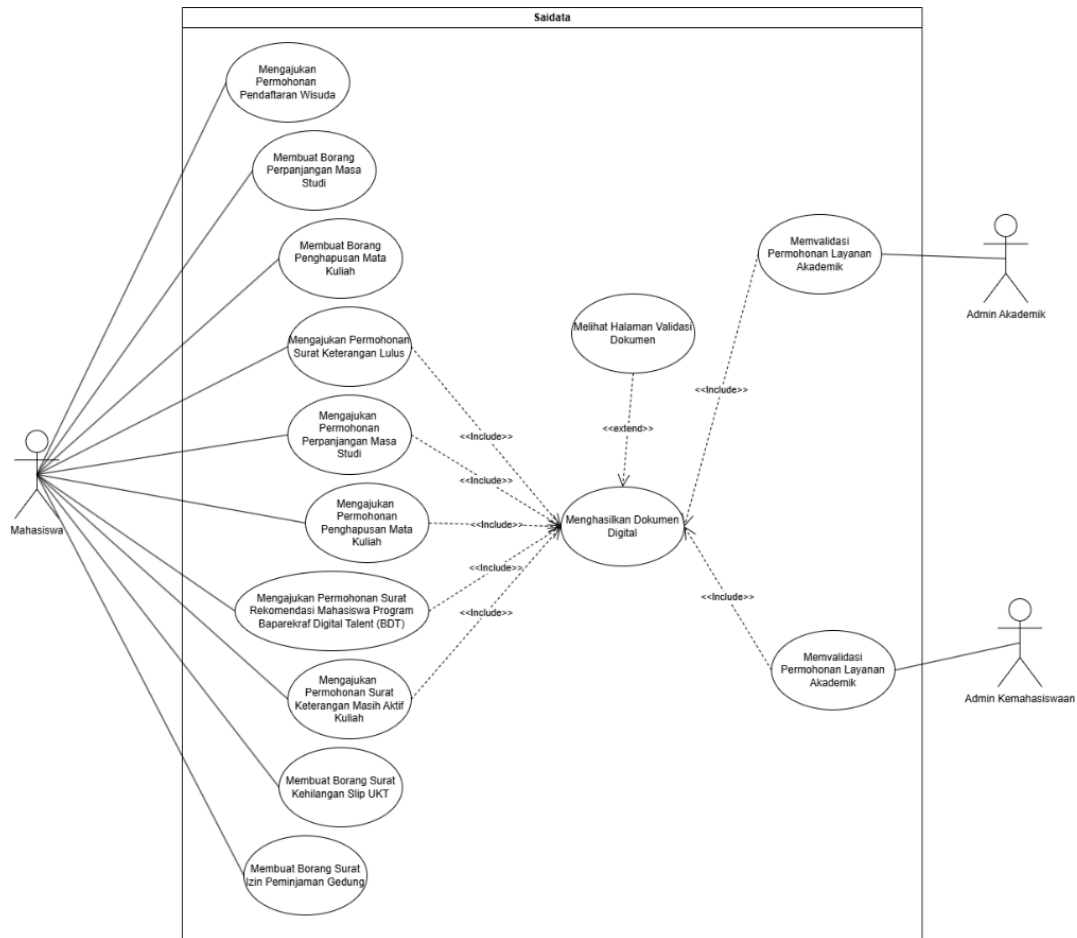 Saidata
Mengajukan
Permohonan
Pendaftaran Wisuda
Membuat Borang
Perpanjangan Masa
Studi
Membuat Borang
Penghapusan Mata
Kuliah
Mengajukan Permohonan
Surat Keterangan Lulus
Mengajukan
Permohonan
Perpanjangan Masa
Studi
Mengajukan
Permohonan
Penghapusan Mata
Kuliah
Mengajukan Permohonan Surat
Rekomendasi Mahasiswa Program
Baparekraf Digital Talent (BDT)
Mengajukan
Permohonan Surat
Keterangan Masih Aktif
Kuliah
Membuat Borang Surat
Kehilangan Slip UKT
Membuat Borang Surat
Izin Peminjaman Gedung
Mahasiswa
<<Include>>
<<Include>>
<<Include>>
<<Include>>
<<Include>>
Melihat Halaman Validasi
Dokumen
<<extend>>
Menghasilkan Dokumen
Digital
<<Include>>
<<Include>>
Memvalidasi
Permohonan Layanan
Akademik
Memvalidasi
Permohonan Layanan
Akademik
Admin Akademik
Admin Kemahasiswaan